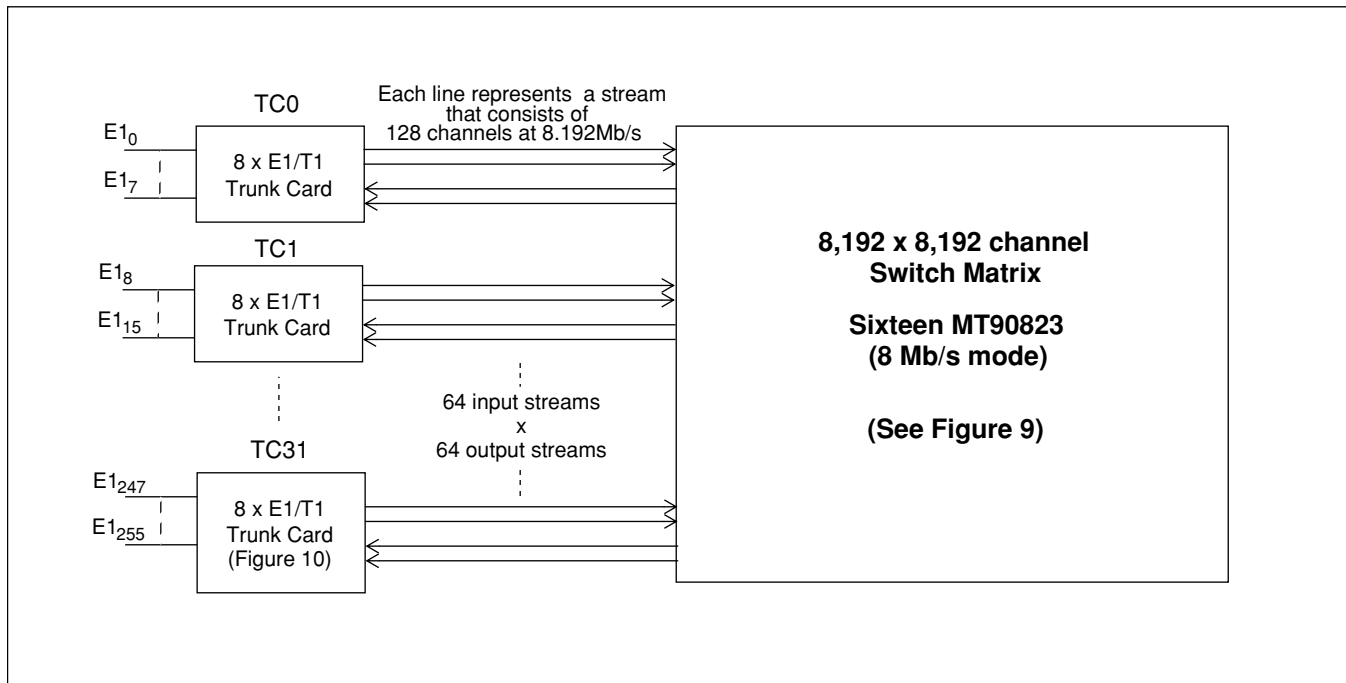 TC0
E1₀
E1₇
8 x E1/T1
Trunk Card
Each line represents a stream
that consists of
128 channels at 8.192Mb/s
TC1
E1₈
E1₁₅
8 x E1/T1
Trunk Card
64 input streams
x
64 output streams
TC31
E1₂₄₇
E1₂₅₅
8 x E1/T1
Trunk Card
(Figure 10)
8,192 x 8,192 channel
Switch Matrix
Sixteen MT90823
(8 Mb/s mode)
(See Figure 9)